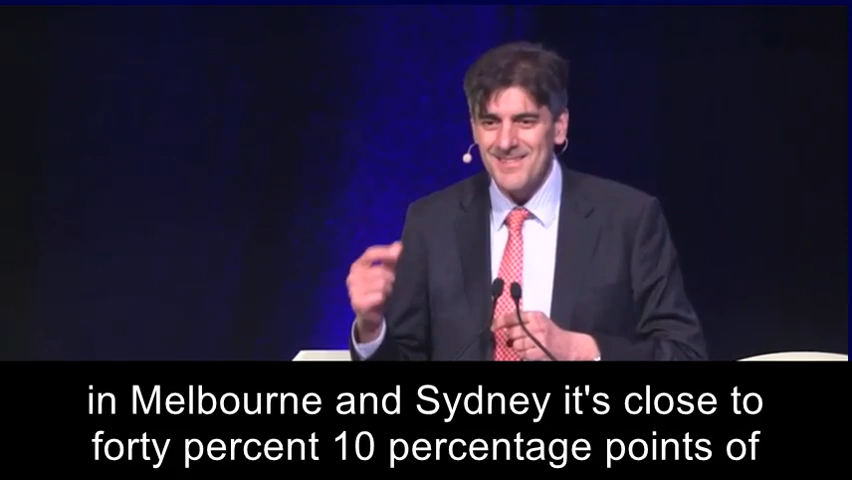 in Melbourne and Sydney it's close to
forty percent 10 percentage points of